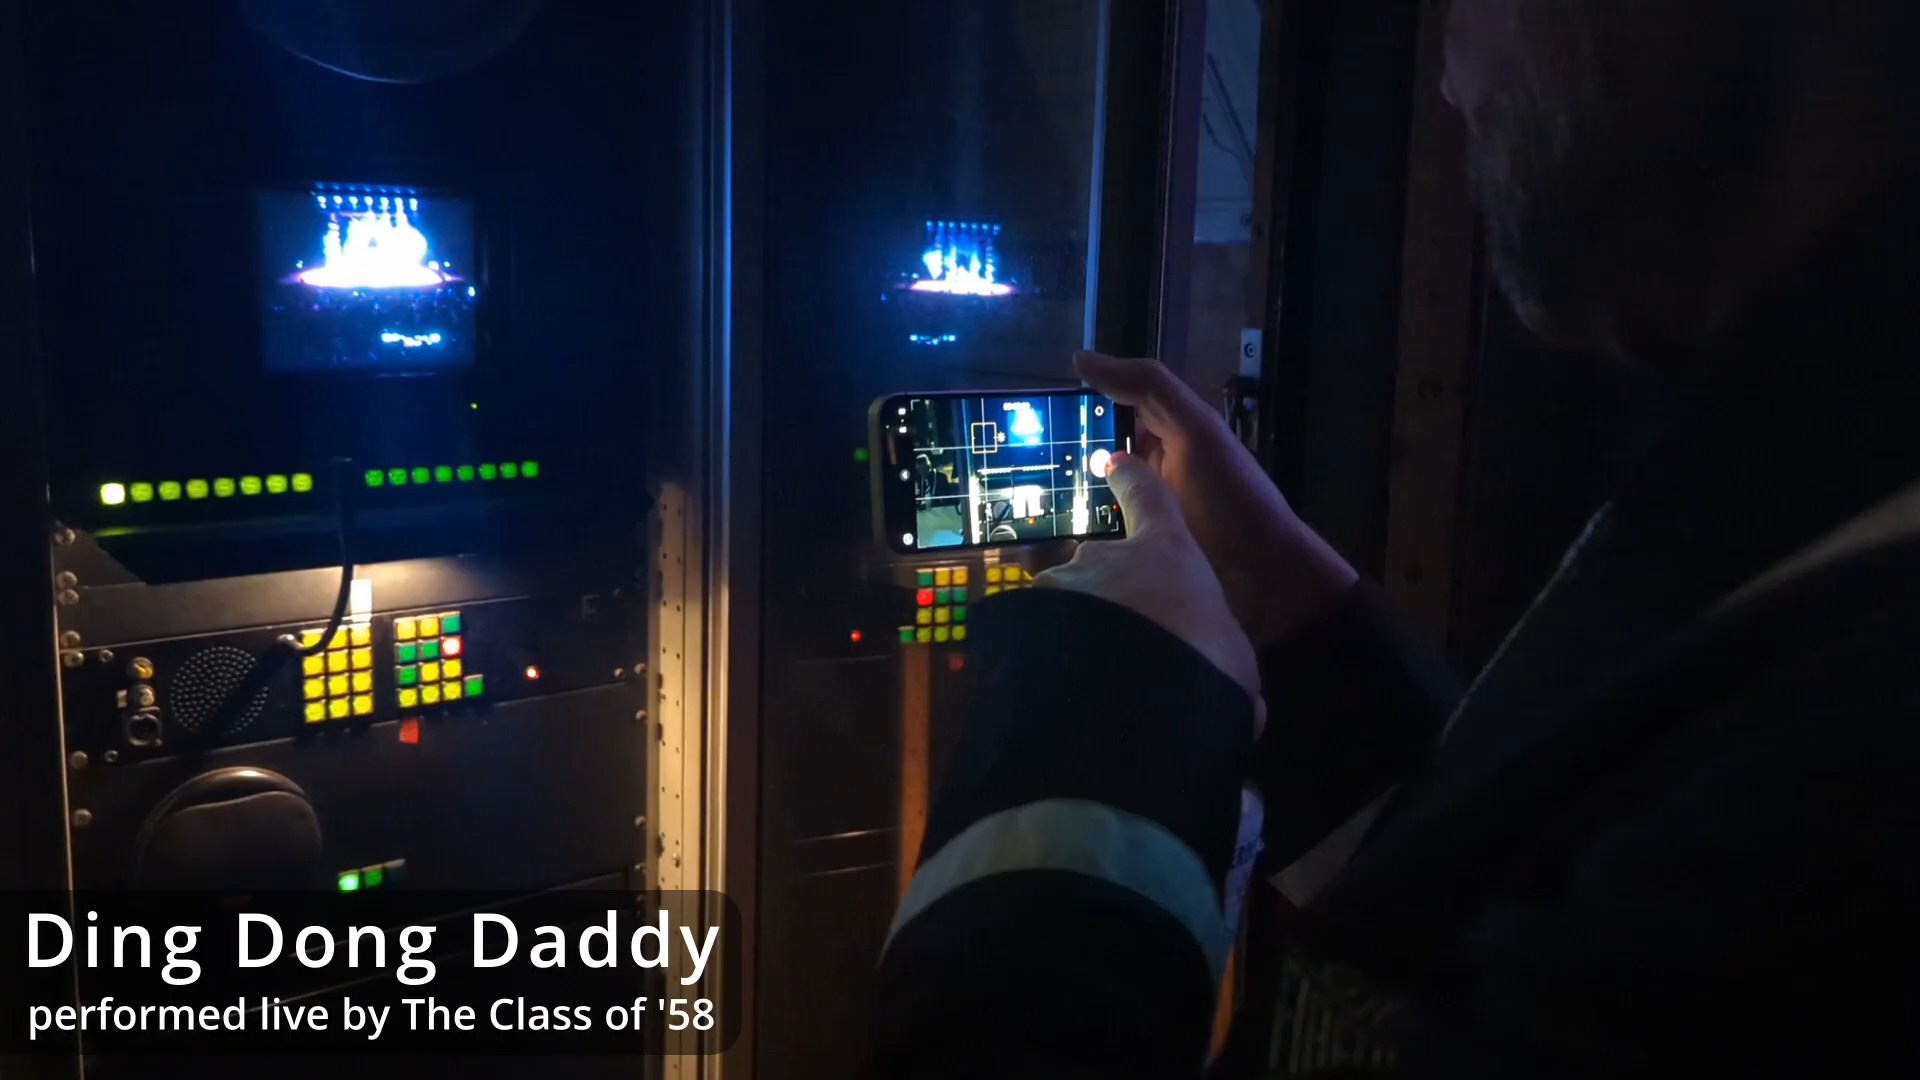 Ding Dong Daddy
performed live by The Class of '58